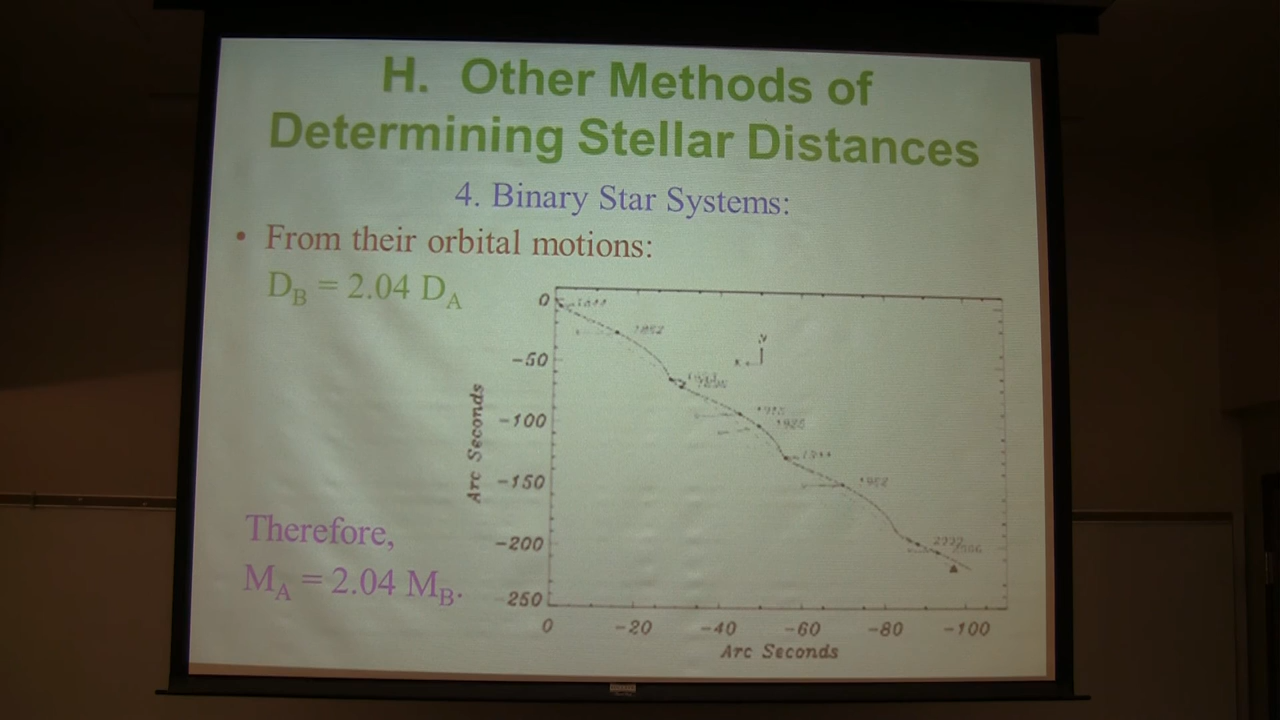 H. Other Methods of
Determining Stellar Distances
4. Binary Star Systems:
• From their orbital motions:
D_B = 2.04 D_A
Therefore,
M_A = 2.04 M_B.
0
-50
-100
-150
-200
250
Arc Seconds
1862
0
-20
-40
-60
-80
-100
Arc Seconds